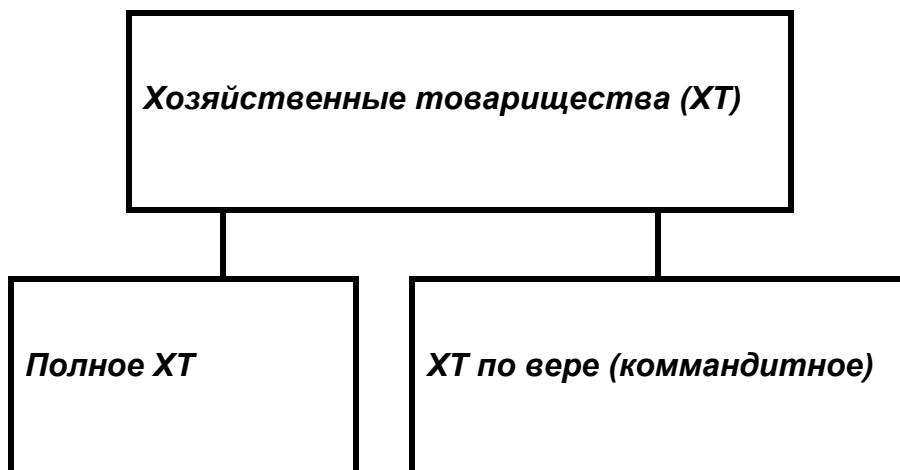 Хозяйственные товарищества (ХТ)
Полное ХТ
ХТ по вере (коммандитное)